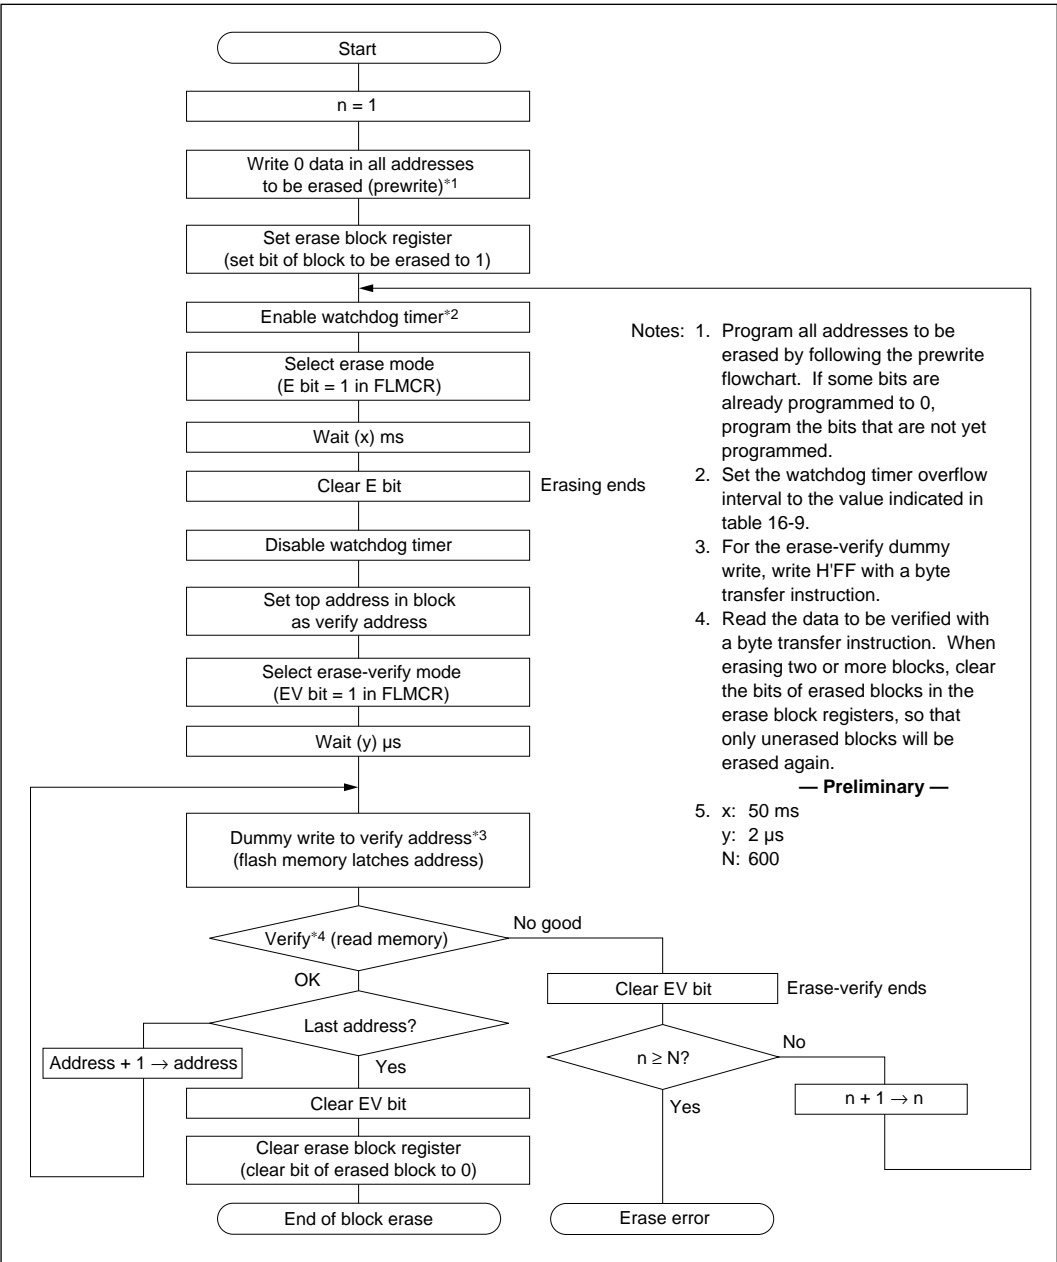 Start
n = 1
Write 0 data in all addresses
to be erased (prewrite)*1
Set erase block register
(set bit of block to be erased to 1)
Enable watchdog timer*2
Select erase mode
(E bit = 1 in FLMCR)
Wait (x) ms
Clear E bit
Erasing ends
Disable watchdog timer
Set top address in block
as verify address
Select erase-verify mode
(EV bit = 1 in FLMCR)
Wait (y) µs
Dummy write to verify address*3
(flash memory latches address)
Verify*4 (read memory)
No good
OK
Last address?
Address + 1 → address
Yes
Clear EV bit
Clear erase block register
(clear bit of erased block to 0)
End of block erase
Clear EV bit
Erase-verify ends
n ≥ N?
No
n + 1 → n
Yes
Erase error
Notes: 1. Program all addresses to be
erased by following the prewrite
flowchart. If some bits are
already programmed to 0,
program the bits that are not yet
programmed.
2. Set the watchdog timer overflow
interval to the value indicated in
table 16-9.
3. For the erase-verify dummy
write, write H'FF with a byte
transfer instruction.
4. Read the data to be verified with
a byte transfer instruction. When
erasing two or more blocks, clear
the bits of erased blocks in the
erase block registers, so that
only unerased blocks will be
erased again.
— Preliminary —
5. x: 50 ms
y: 2 µs
N: 600